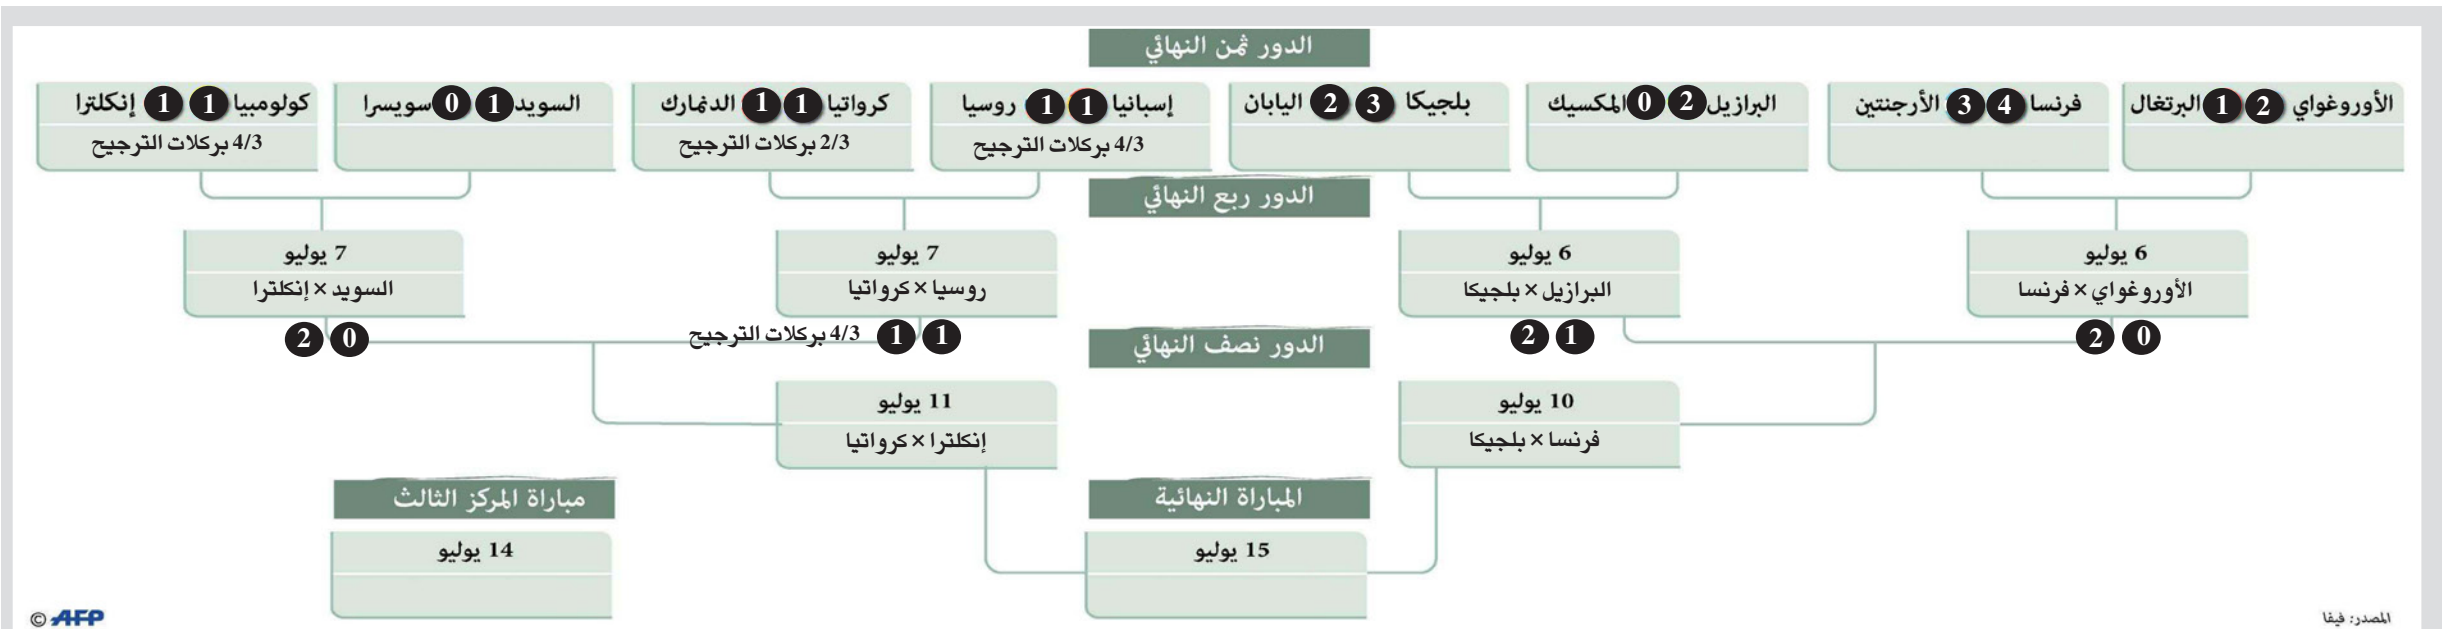 الدور ثمن النهائي
الأوروغواي 2 1 البرتغال
فرنسا 4 3 الأرجنتين
البرازيل 2 0 المكسيك
بلجيكا 3 2 اليابان
إسبانيا 1 1 روسيا
4/3 بركلات الترجيح
كرواتيا 1 1 الدنمارك
2/3 بركلات الترجيح
السويد 1 0 سويسرا
كولومبيا 1 1 إنكلترا
4/3 بركلات الترجيح
الدور ربع النهائي
6 يوليو
الأوروغواي × فرنسا
0 2
6 يوليو
البرازيل × بلجيكا
1 2
7 يوليو
روسيا × كرواتيا
1 1 4/3 بركلات الترجيح
7 يوليو
السويد × إنكلترا
0 2
الدور نصف النهائي
10 يوليو
فرنسا × بلجيكا
11 يوليو
إنكلترا × كرواتيا
المباراة النهائية
15 يوليو
مباراة المركز الثالث
14 يوليو
المصدر: فيفا
© AFP